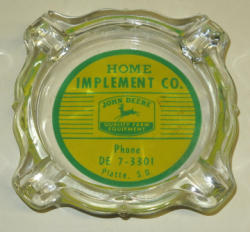 HOME
IMPLEMENT CO.
JOHN DEERE
QUALITY FARM
EQUIPMENT
Phone
DE 7-3301
Platte, S.D.